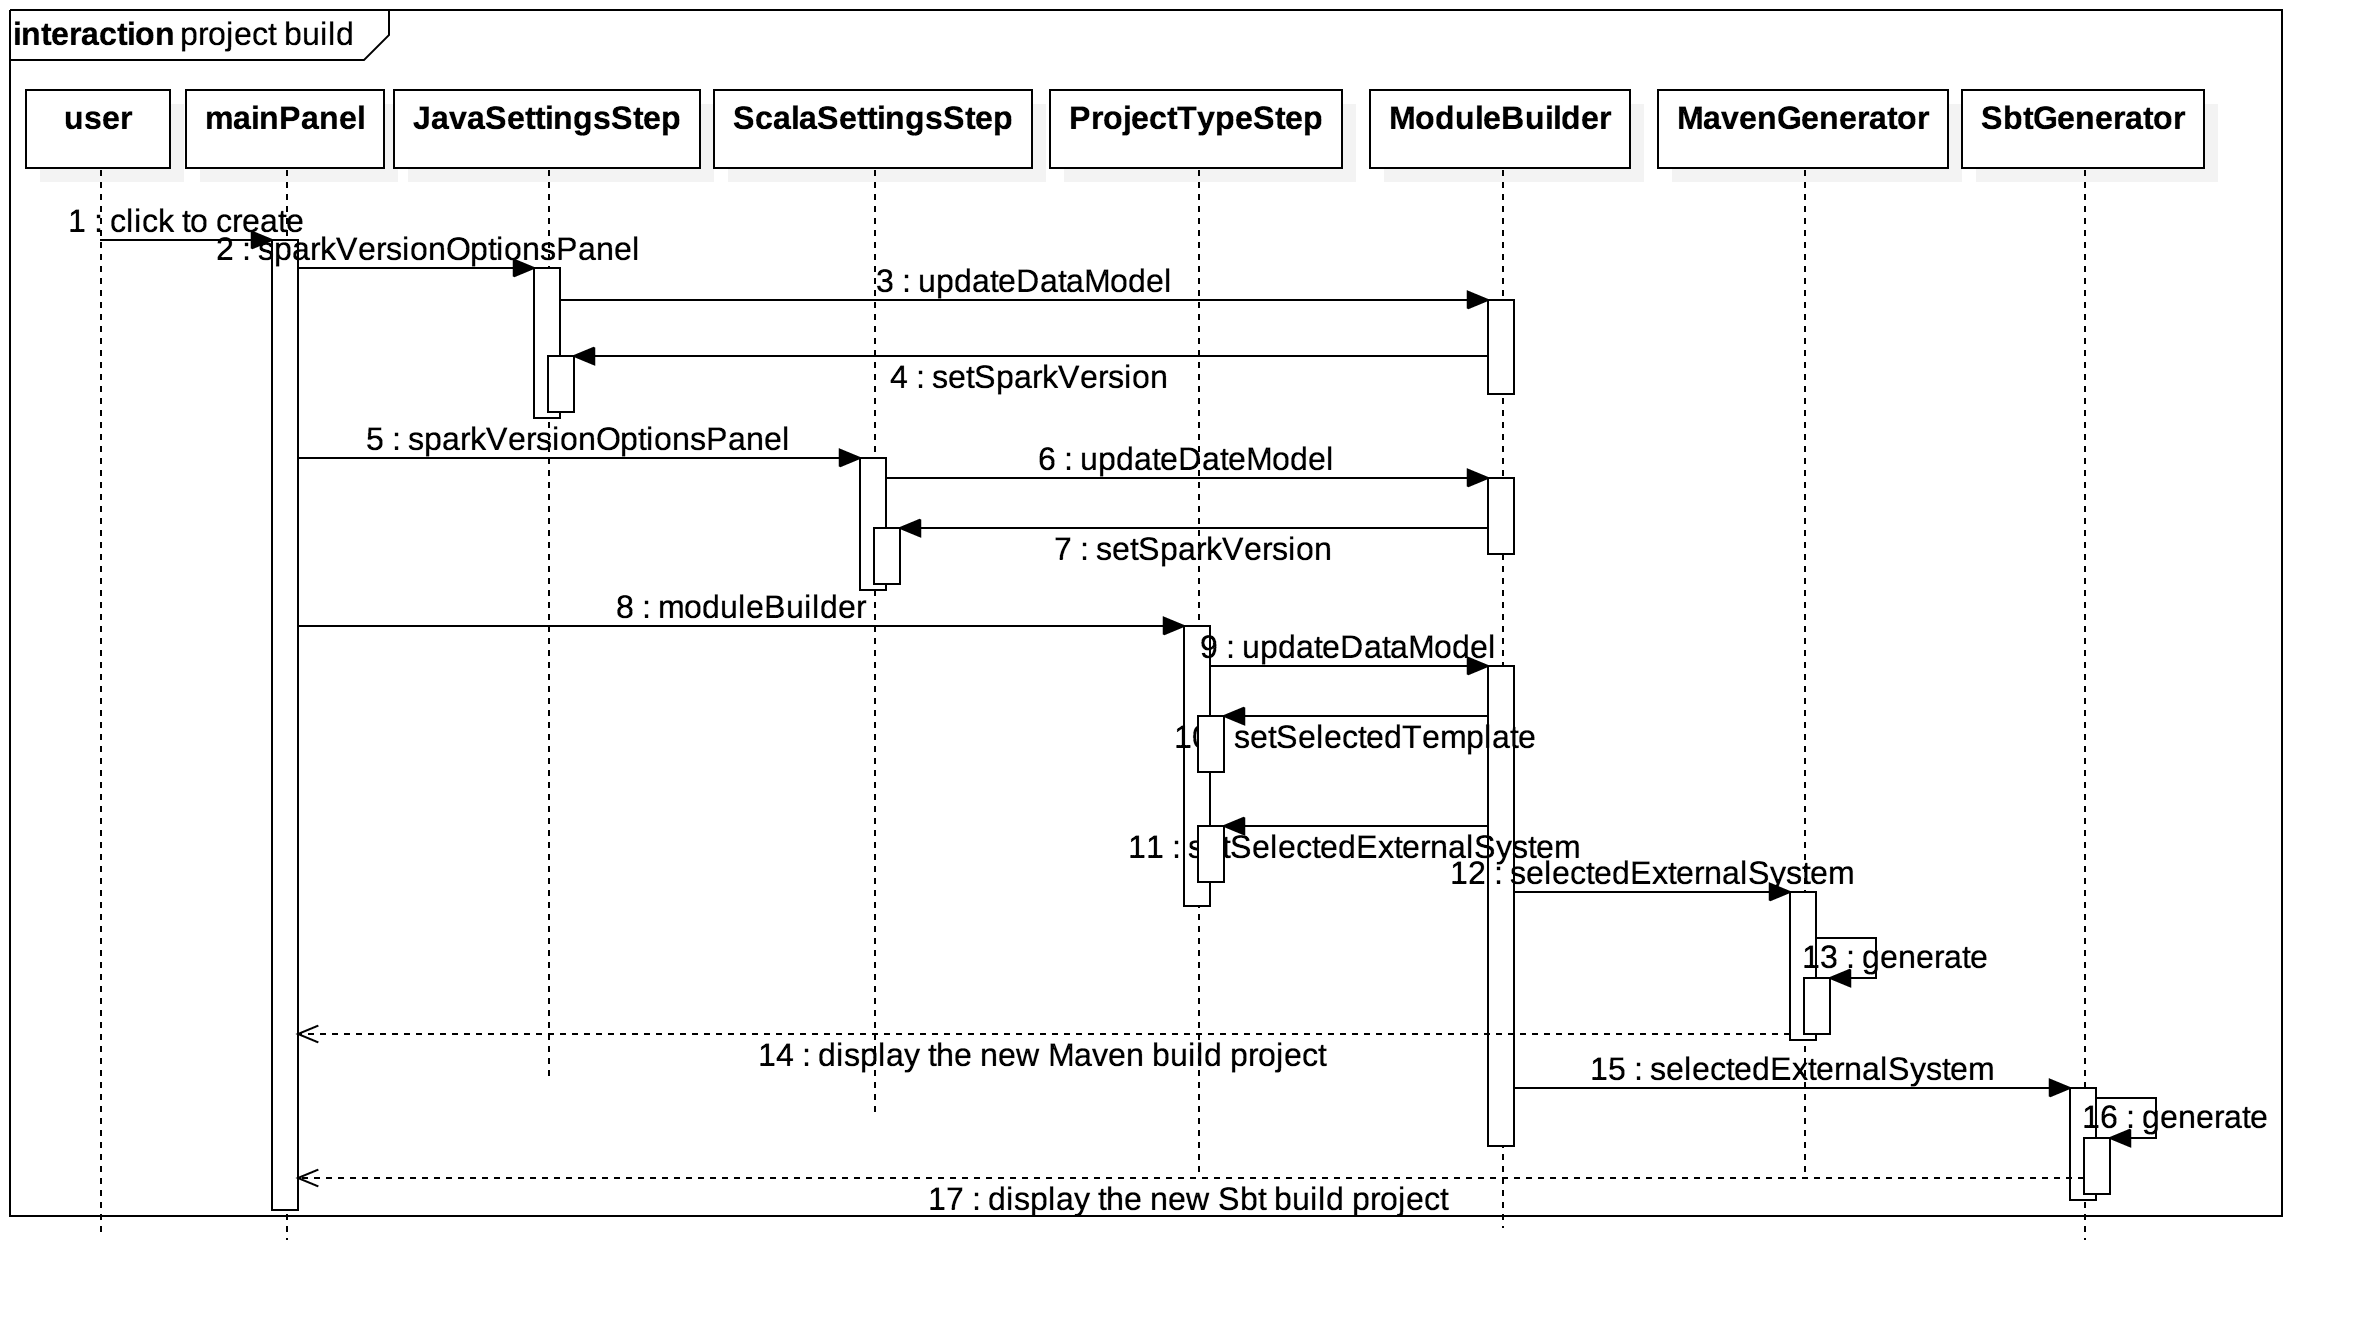 interaction project build
user
mainPanel
JavaSettingsStep
ScalaSettingsStep
ProjectTypeStep
ModuleBuilder
MavenGenerator
SbtGenerator
1 : click to create
2 : sparkVersionOptionsPanel
3 : updateDataModel
4 : setSparkVersion
5 : sparkVersionOptionsPanel
6 : updateDateModel
7 : setSparkVersion
8 : moduleBuilder
9 : updateDataModel
10 : setSelectedTemplate
11 : setSelectedExternalSystem
12 : selectedExternalSystem
13 : generate
14 : display the new Maven build project
15 : selectedExternalSystem
16 : generate
17 : display the new Sbt build project